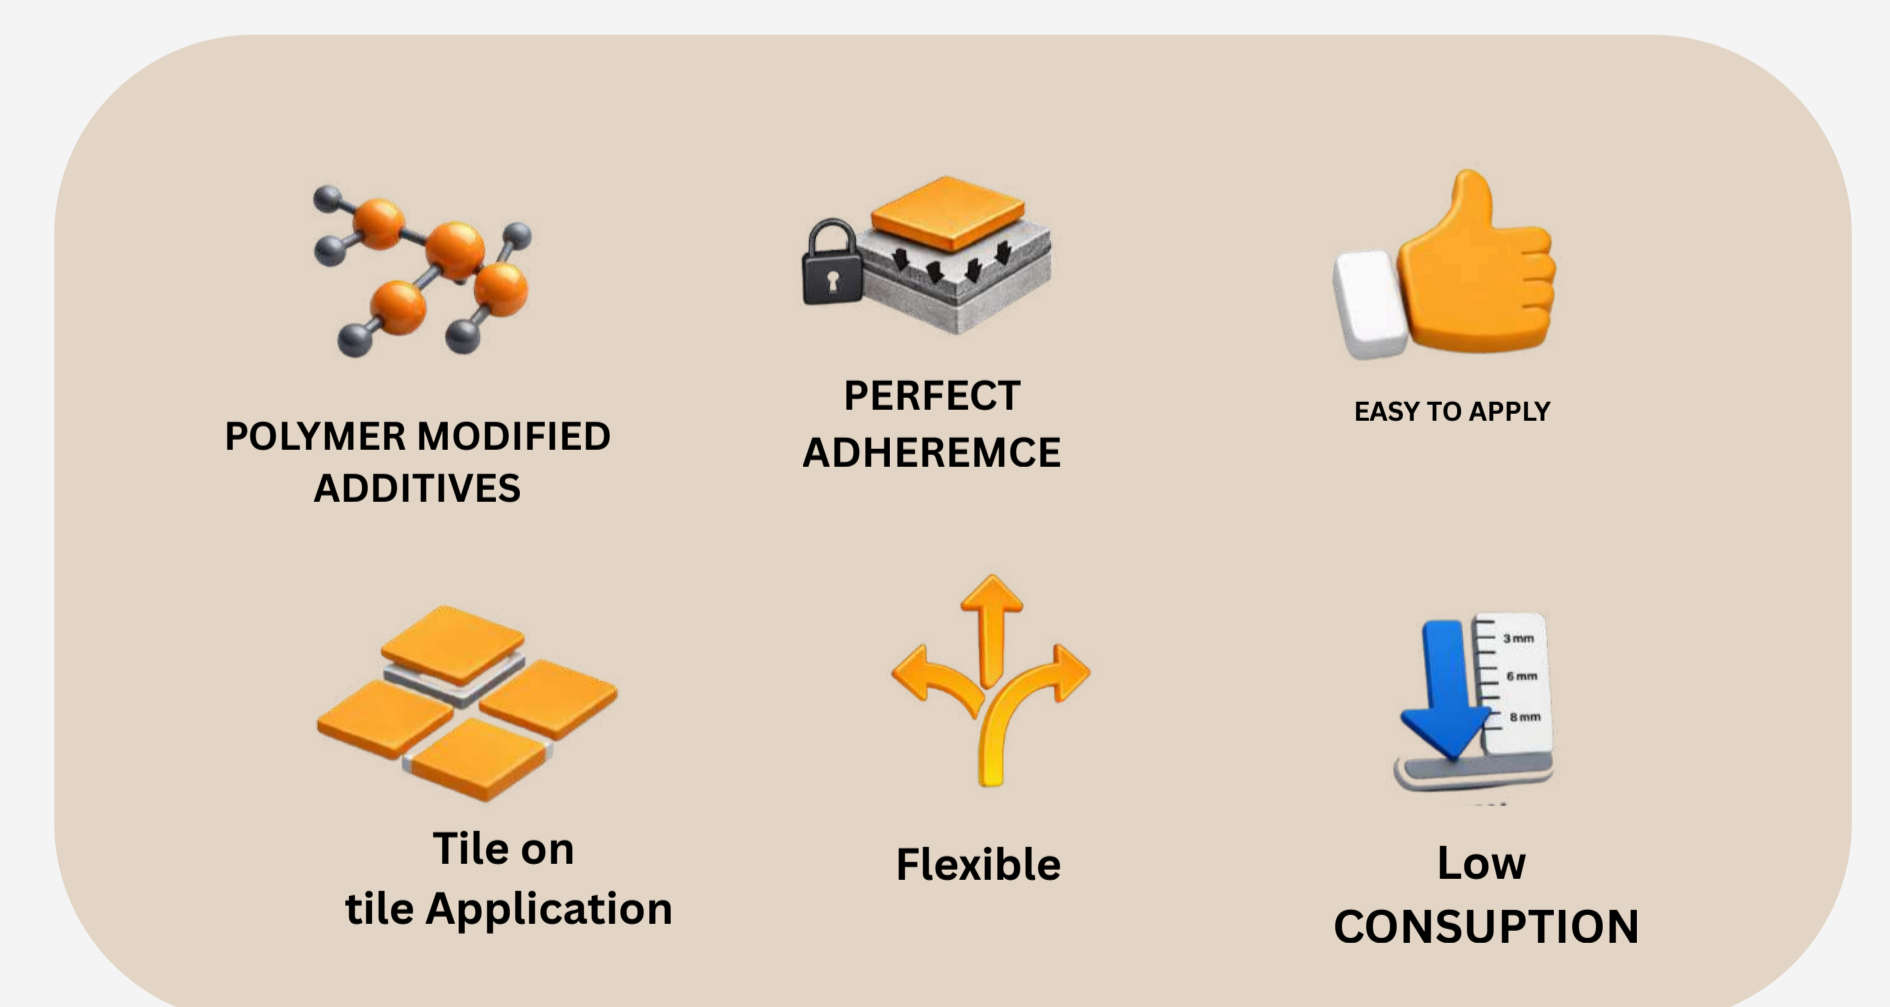 POLYMER MODIFIED
ADDITIVES
PERFECT
ADHEREMCE
EASY TO APPLY
3 mm
6 mm
8 mm
Tile on
tile Application
Flexible
Low
CONSUPTION